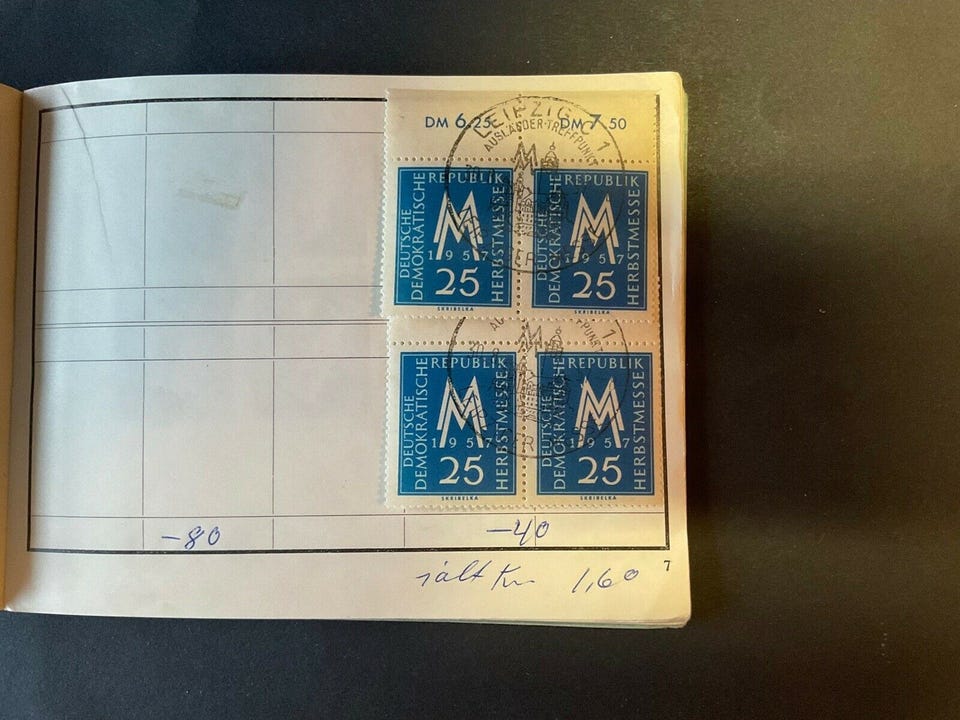 DM 6.25 DM 7.50
LEIPZIG C 1
AUSLÄNDER-TREFFPUNKT
DEUTSCHE DEMOKRATISCHE REPUBLIK HERBSTMESSE
1957
25
SKRIBELKA
DEUTSCHE DEMOKRATISCHE REPUBLIK HERBSTMESSE
1957
25
SKRIBELKA
1
DEUTSCHE DEMOKRATISCHE REPUBLIK HERBSTMESSE
1957
25
SKRIBELKA
DEUTSCHE DEMOKRATISCHE REPUBLIK HERBSTMESSE
1957
25
SKRIBELKA
-80 -40
i alt Kr. 1,60
7